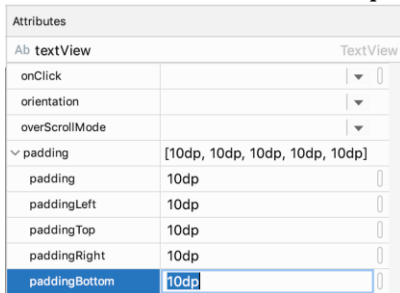 Attributes
Ab textView TextView
onClick
orientation
overScrollMode
padding [10dp, 10dp, 10dp, 10dp, 10dp]
padding 10dp
paddingLeft 10dp
paddingTop 10dp
paddingRight 10dp
paddingBottom 10dp